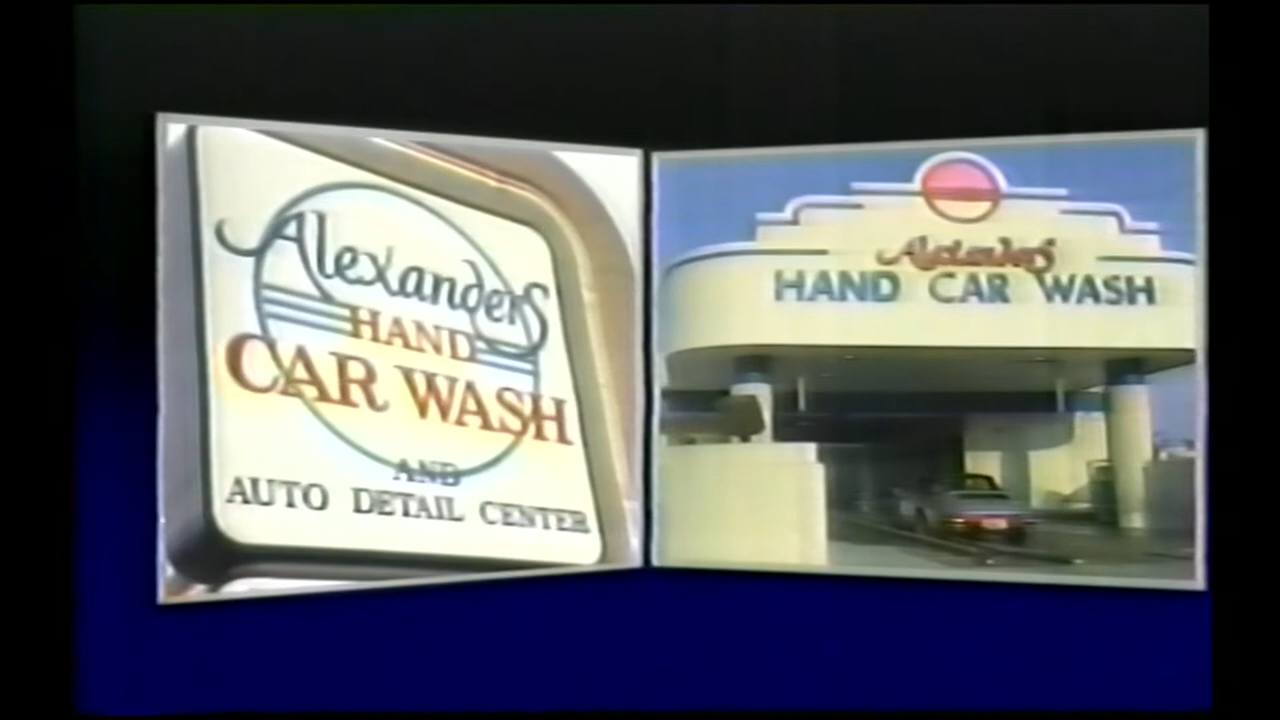 Alexanders
HAND
CAR WASH
AND
AUTO DETAIL CENTER
Alexanders
HAND CAR WASH